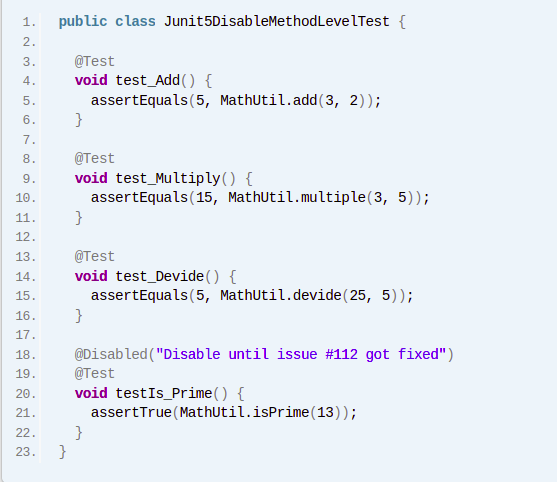 1. public class Junit5DisableMethodLevelTest {
2.
3. @Test
4. void test_Add() {
5. assertEquals(5, MathUtil.add(3, 2));
6. }
7.
8. @Test
9. void test_Multiply() {
10. assertEquals(15, MathUtil.multiple(3, 5));
11. }
12.
13. @Test
14. void test_Devide() {
15. assertEquals(5, MathUtil.devide(25, 5));
16. }
17.
18. @Disabled("Disable until issue #112 got fixed")
19. @Test
20. void testIs_Prime() {
21. assertTrue(MathUtil.isPrime(13));
22. }
23. }